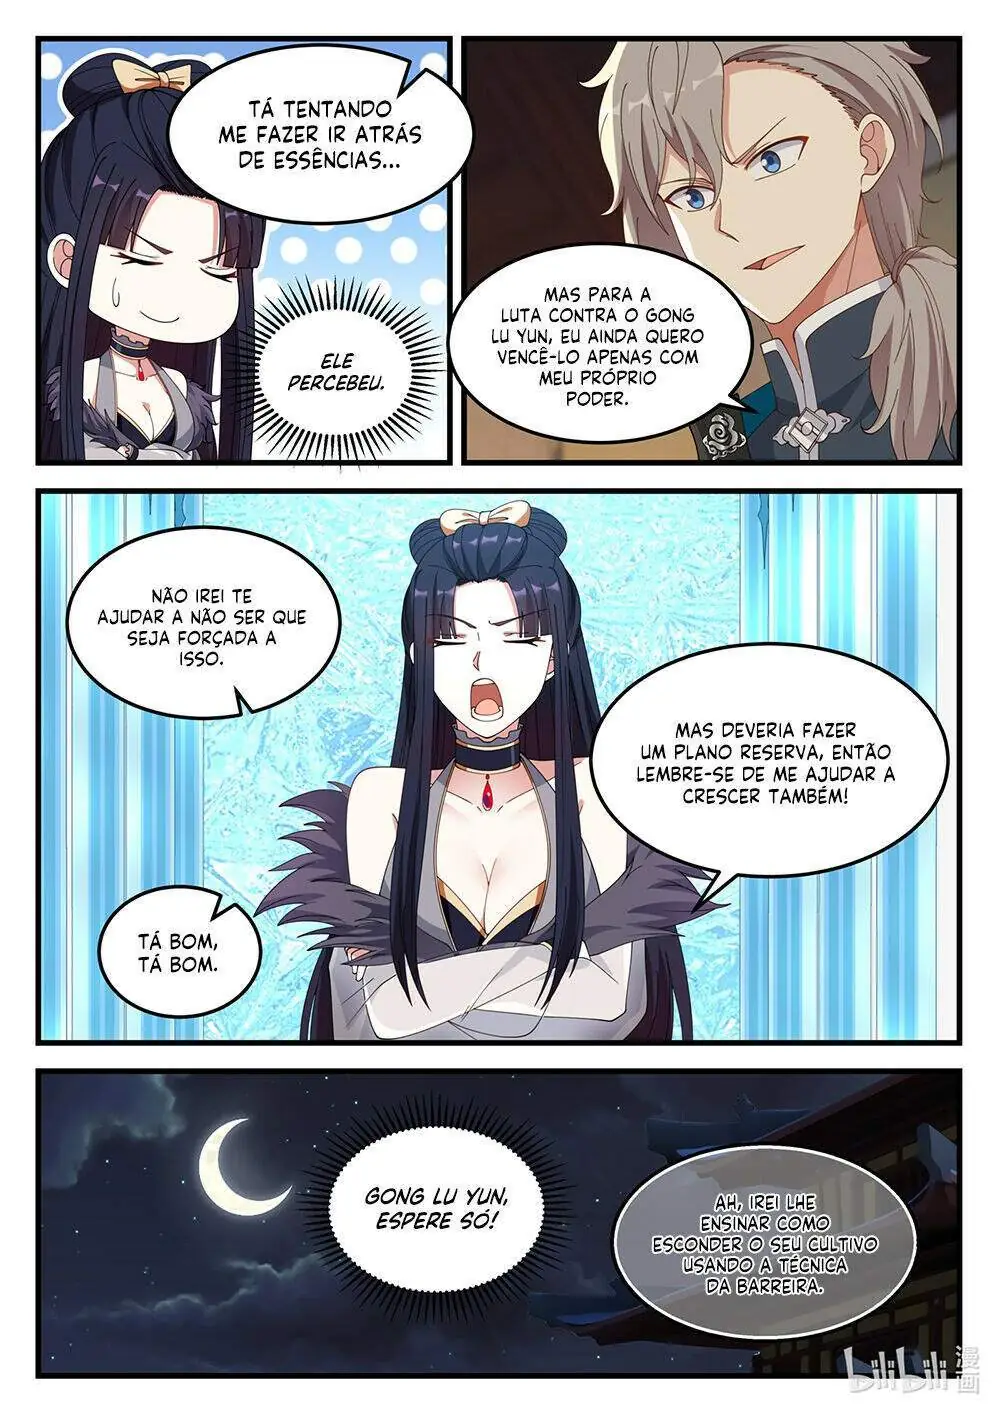 TÁ TENTANDO
ME FAZER IR ATRÁS
DE ESSÊNCIAS...
ELE
PERCEBEU.
MAS PARA A
LUTA CONTRA O GONG
LU YUN, EU AINDA QUERO
VENCÊ-LO APENAS COM
MEU PRÓPRIO
PODER.
NÃO IREI TE
AJUDAR A NÃO SER QUE
SEJA FORÇADA A
ISSO.
MAS DEVERIA FAZER
UM PLANO RESERVA, ENTÃO
LEMBRE-SE DE ME AJUDAR A
CRESCER TAMBÉM!
TÁ BOM,
TÁ BOM.
GONG LU YUN,
ESPERE SÓ!
AH, IREI LHE
ENSINAR COMO
ESCONDER O SEU CULTIVO
USANDO A TÉCNICA
DA BARREIRA.
bilibili 漫画